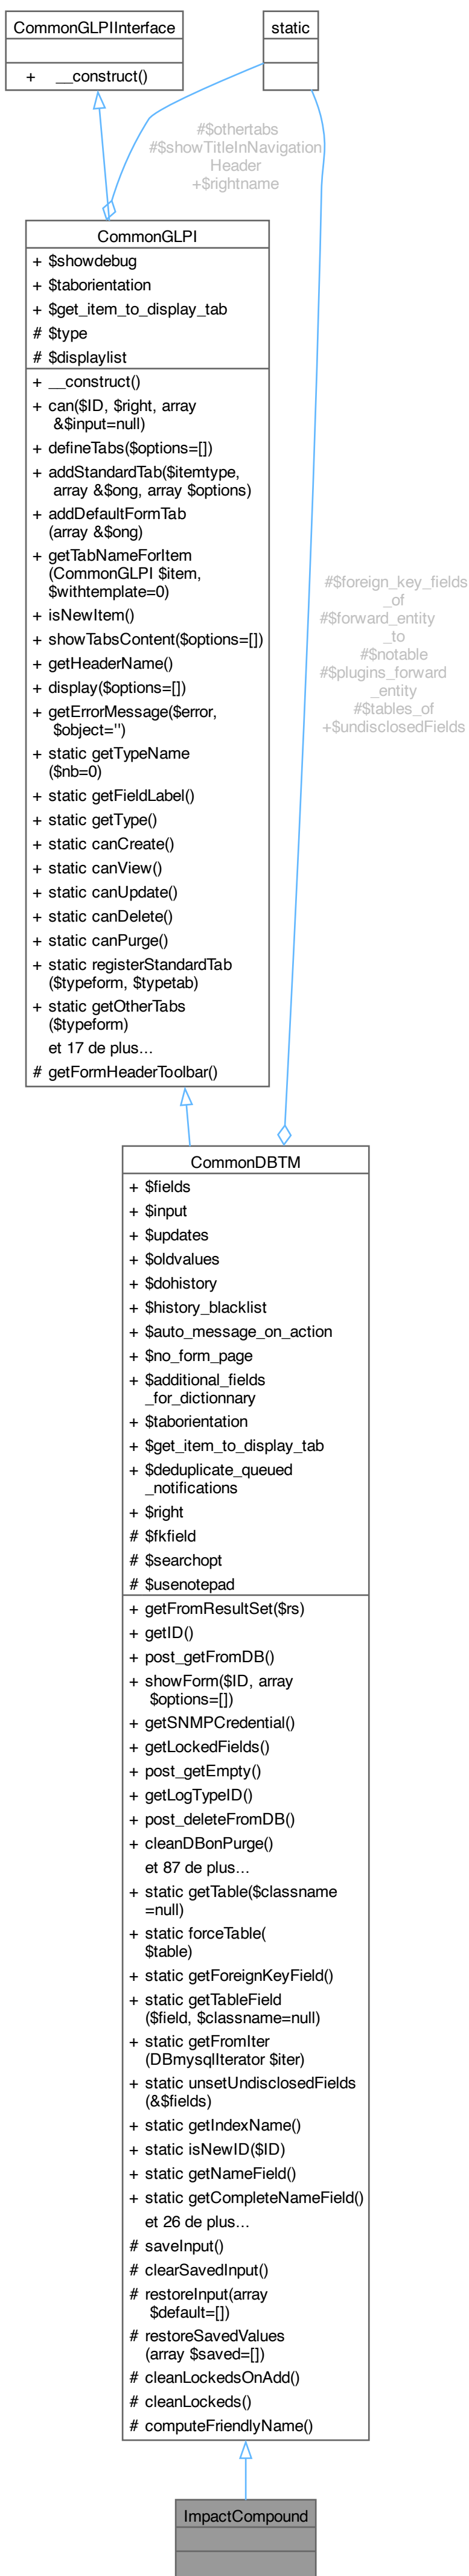 CommonGLPIInterface
+ __construct()
static
#$othertabs
#$showTitleInNavigation
Header
+$rightname
CommonGLPI
+ $showdebug
+ $taborientation
+ $get_item_to_display_tab
# $type
# $displaylist
+ __construct()
+ can($ID, $right, array
&$input=null)
+ defineTabs($options=[])
+ addStandardTab($itemtype,
array &$ong, array $options)
+ addDefaultFormTab
(array &$ong)
+ getTabNameForItem
(CommonGLPI $item,
$withtemplate=0)
+ isNewItem()
+ showTabsContent($options=[])
+ getHeaderName()
+ display($options=[])
+ getErrorMessage($error,
$object='')
+ static getTypeName
($nb=0)
+ static getFieldLabel()
+ static getType()
+ static canCreate()
+ static canView()
+ static canUpdate()
+ static canDelete()
+ static canPurge()
+ static registerStandardTab
($typeform, $typetab)
+ static getOtherTabs
($typeform)
et 17 de plus...
# getFormHeaderToolbar()
#$foreign_key_fields
_of
#$forward_entity
_to
#$notable
#$plugins_forward
_entity
#$tables_of
+$undisclosedFields
CommonDBTM
+ $fields
+ $input
+ $updates
+ $oldvalues
+ $dohistory
+ $history_blacklist
+ $auto_message_on_action
+ $no_form_page
+ $additional_fields
_for_dictionnary
+ $taborientation
+ $get_item_to_display_tab
+ $deduplicate_queued
_notifications
+ $right
# $fkfield
# $searchopt
# $usenotepad
+ getFromResultSet($rs)
+ getID()
+ post_getFromDB()
+ showForm($ID, array
$options=[])
+ getSNMPCredential()
+ getLockedFields()
+ post_getEmpty()
+ getLogTypeID()
+ post_deleteFromDB()
+ cleanDBonPurge()
et 87 de plus...
+ static getTable($classname
=null)
+ static forceTable(
$table)
+ static getForeignKeyField()
+ static getTableField
($field, $classname=null)
+ static getFromIter
(DBmysqlIterator $iter)
+ static unsetUndisclosedFields
(&$fields)
+ static getIndexName()
+ static isNewID($ID)
+ static getNameField()
+ static getCompleteNameField()
et 26 de plus...
# saveInput()
# clearSavedInput()
# restoreInput(array
$default=[])
# restoreSavedValues
(array $saved=[])
# cleanLockedsOnAdd()
# cleanLockeds()
# computeFriendlyName()
ImpactCompound